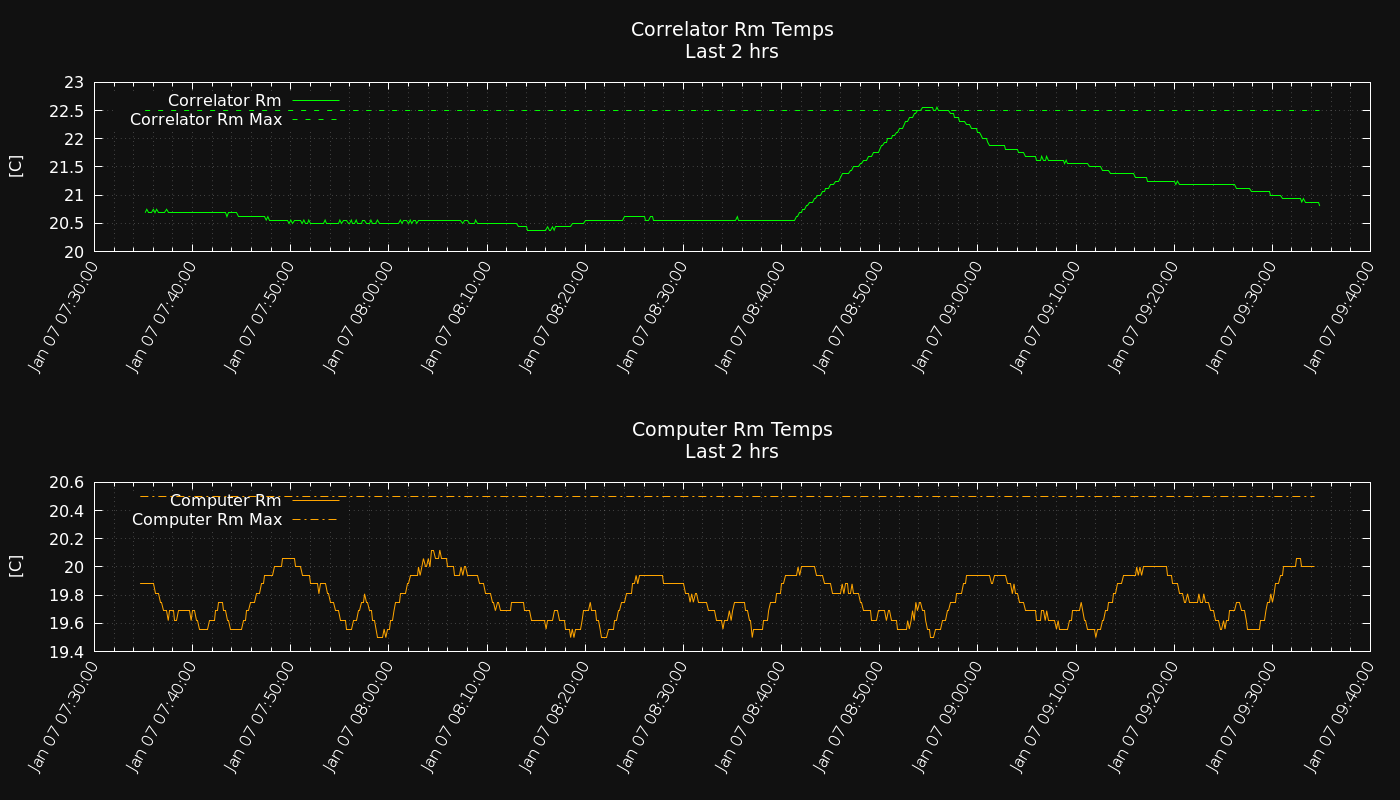 Correlator Rm Temps
Last 2 hrs
23
22.5
22
21.5
21
20.5
20
[C]
Correlator Rm
Correlator Rm Max
Jan 07 07:30:00
Jan 07 07:40:00
Jan 07 07:50:00
Jan 07 08:00:00
Jan 07 08:10:00
Jan 07 08:20:00
Jan 07 08:30:00
Jan 07 08:40:00
Jan 07 08:50:00
Jan 07 09:00:00
Jan 07 09:10:00
Jan 07 09:20:00
Jan 07 09:30:00
Jan 07 09:40:00
Computer Rm Temps
Last 2 hrs
20.6
20.4
20.2
20
19.8
19.6
19.4
[C]
Computer Rm
Computer Rm Max
Jan 07 07:30:00
Jan 07 07:40:00
Jan 07 07:50:00
Jan 07 08:00:00
Jan 07 08:10:00
Jan 07 08:20:00
Jan 07 08:30:00
Jan 07 08:40:00
Jan 07 08:50:00
Jan 07 09:00:00
Jan 07 09:10:00
Jan 07 09:20:00
Jan 07 09:30:00
Jan 07 09:40:00